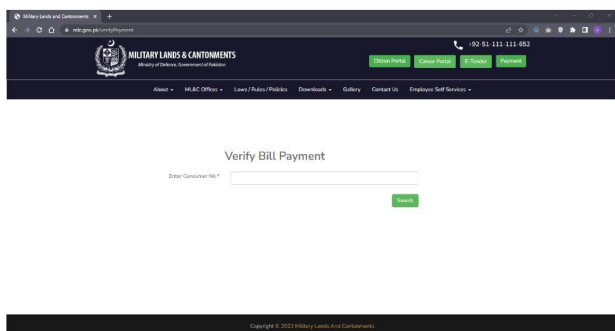 Military Lands and Cantonments
mlc.gov.pk/verifyPayment
+92-51-111-111-652
MILITARY LANDS & CANTONMENTS
Ministry of Defence, Government of Pakistan
Citizen Portal Career Portal E-Tender Payment
About ML&C Offices Laws / Rules / Policies Downloads Gallery Contact Us Employee Self Services
Verify Bill Payment
Enter Consumer No *
Search
Copyright © 2023 Military Lands And Cantonments